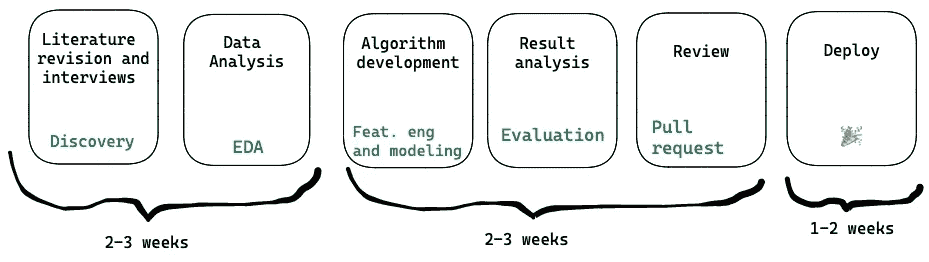 Literature
revision and
interviews
Discovery
Data
Analysis
EDA
Algorithm
development
Feat. eng
and modeling
Result
analysis
Evaluation
Review
Pull
request
Deploy
2-3 weeks
2-3 weeks
1-2 weeks